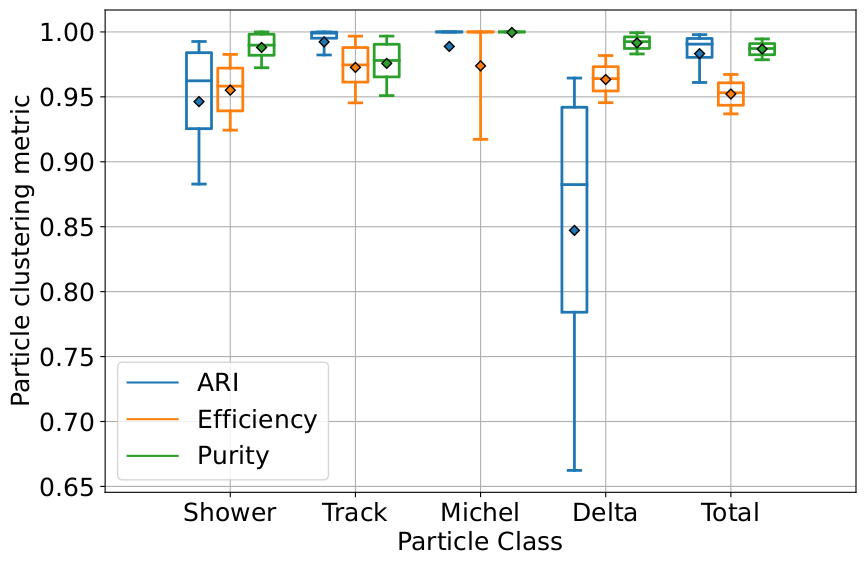 Particle clustering metric
1.00
0.95
0.90
0.85
0.80
0.75
0.70
0.65
ARI
Efficiency
Purity
Shower Track Michel Delta Total
Particle Class